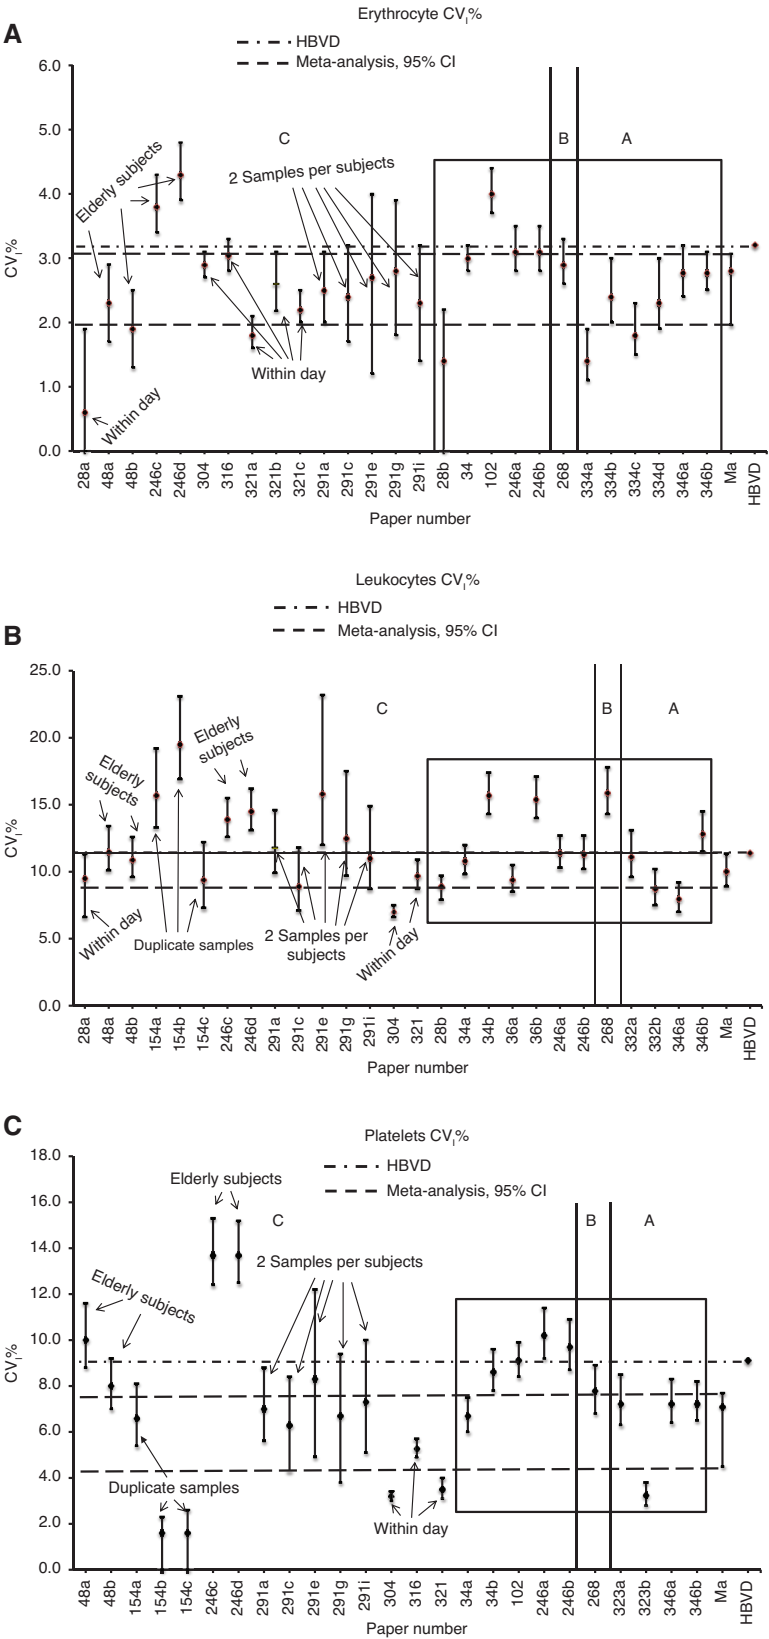 A
Erythrocyte CVI%
HBVD
Meta-analysis, 95% CI
6.0
5.0
4.0
3.0
2.0
1.0
0.0
CVI%
Elderly subjects
C
2 Samples per subjects
B
A
Within day
Within day
28a 48a 48b 246c 246d 304 316 321a 321b 321c 291a 291c 291e 291g 291i 28b 34 102 246a 246b 268 334a 334b 334c 334d 346a 346b Ma HBVD
Paper number
B
Leukocytes CVI%
HBVD
Meta-analysis, 95% CI
25.0
20.0
15.0
10.0
5.0
0.0
CVI%
C
B
A
Elderly
subjects
Elderly
subjects
Within day
Duplicate samples
2 Samples per
subjects
Within day
28a 48a 48b 154a 154b 154c 246c 246d 291a 291c 291e 291g 291i 304 321 28b 34a 34b 36a 36b 246a 246b 268 332a 332b 346a 346b Ma HBVD
Paper number
C
Platelets CVI%
HBVD
Meta-analysis, 95% CI
18.0
16.0
14.0
12.0
10.0
8.0
6.0
4.0
2.0
0.0
CVI%
Elderly subjects
C
B
A
2 Samples per subjects
Elderly subjects
Duplicate samples
Within day
48a 48b 154a 154b 154c 246c 246d 291a 291c 291e 291g 291i 304 316 321 34a 34b 102 246a 246b 268 323a 323b 346a 346b Ma HBVD
Paper number